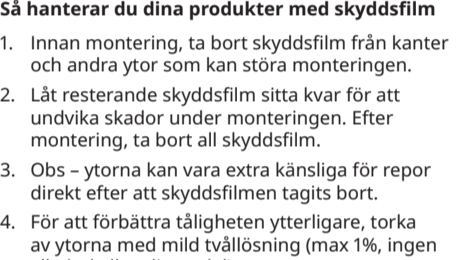 Så hanterar du dina produkter med skyddsfilm
1. Innan montering, ta bort skyddsfilm från kanter
och andra ytor som kan störa monteringen.
2. Låt resterande skyddsfilm sitta kvar för att
undvika skador under monteringen. Efter
montering, ta bort all skyddsfilm.
3. Obs – ytorna kan vara extra känsliga för repor
direkt efter att skyddsfilmen tagits bort.
4. För att förbättra tåligheten ytterligare, torka
av ytorna med mild tvållösning (max 1%, ingen